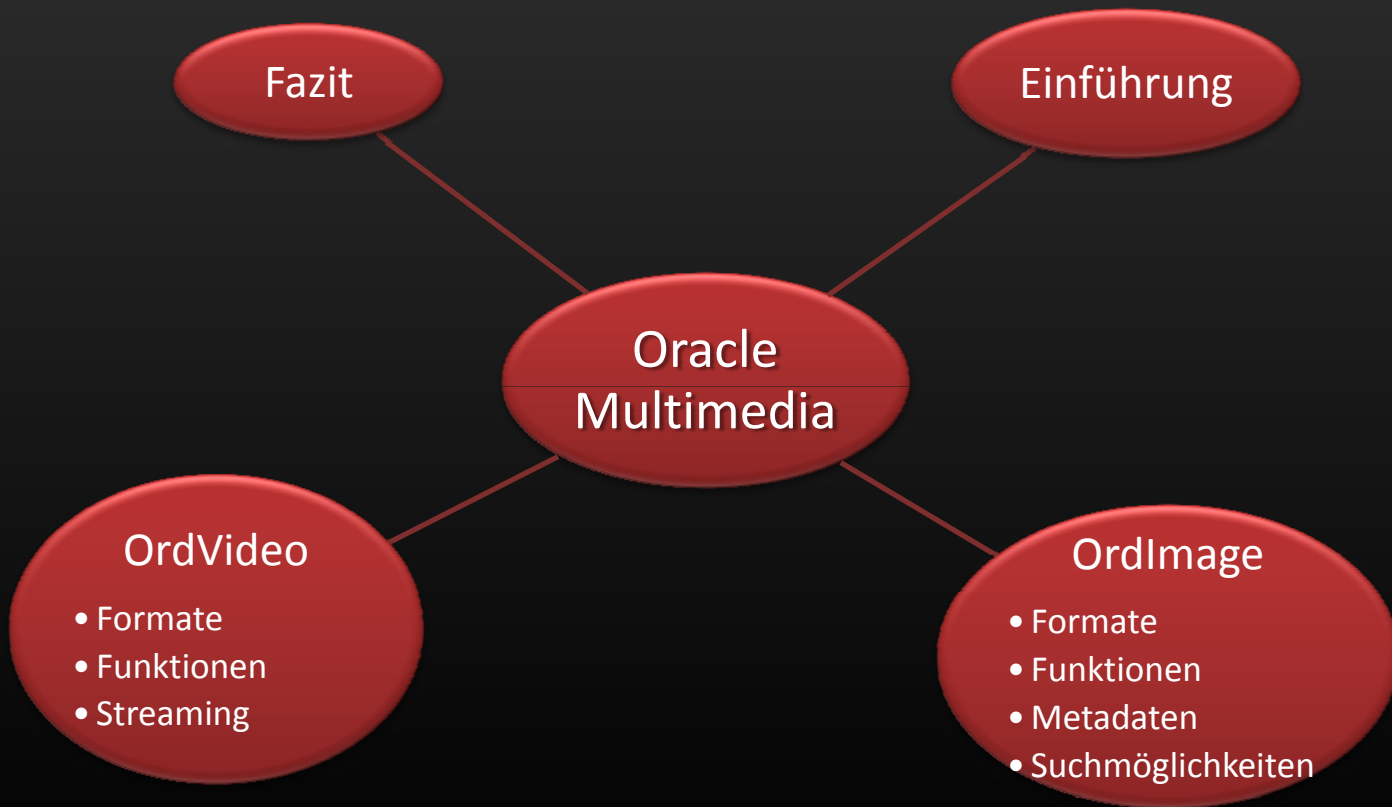 Fazit
Einführung
Oracle
Multimedia
OrdVideo
• Formate
• Funktionen
• Streaming
OrdImage
• Formate
• Funktionen
• Metadaten
• Suchmöglichkeiten